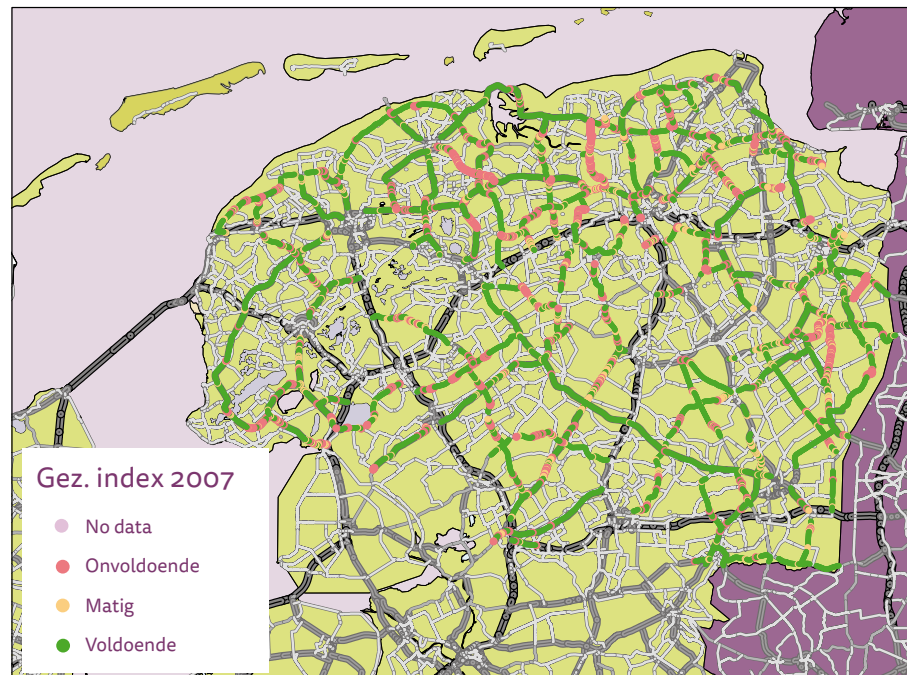 Gez. index 2007
No data
Onvoldoende
Matig
Voldoende